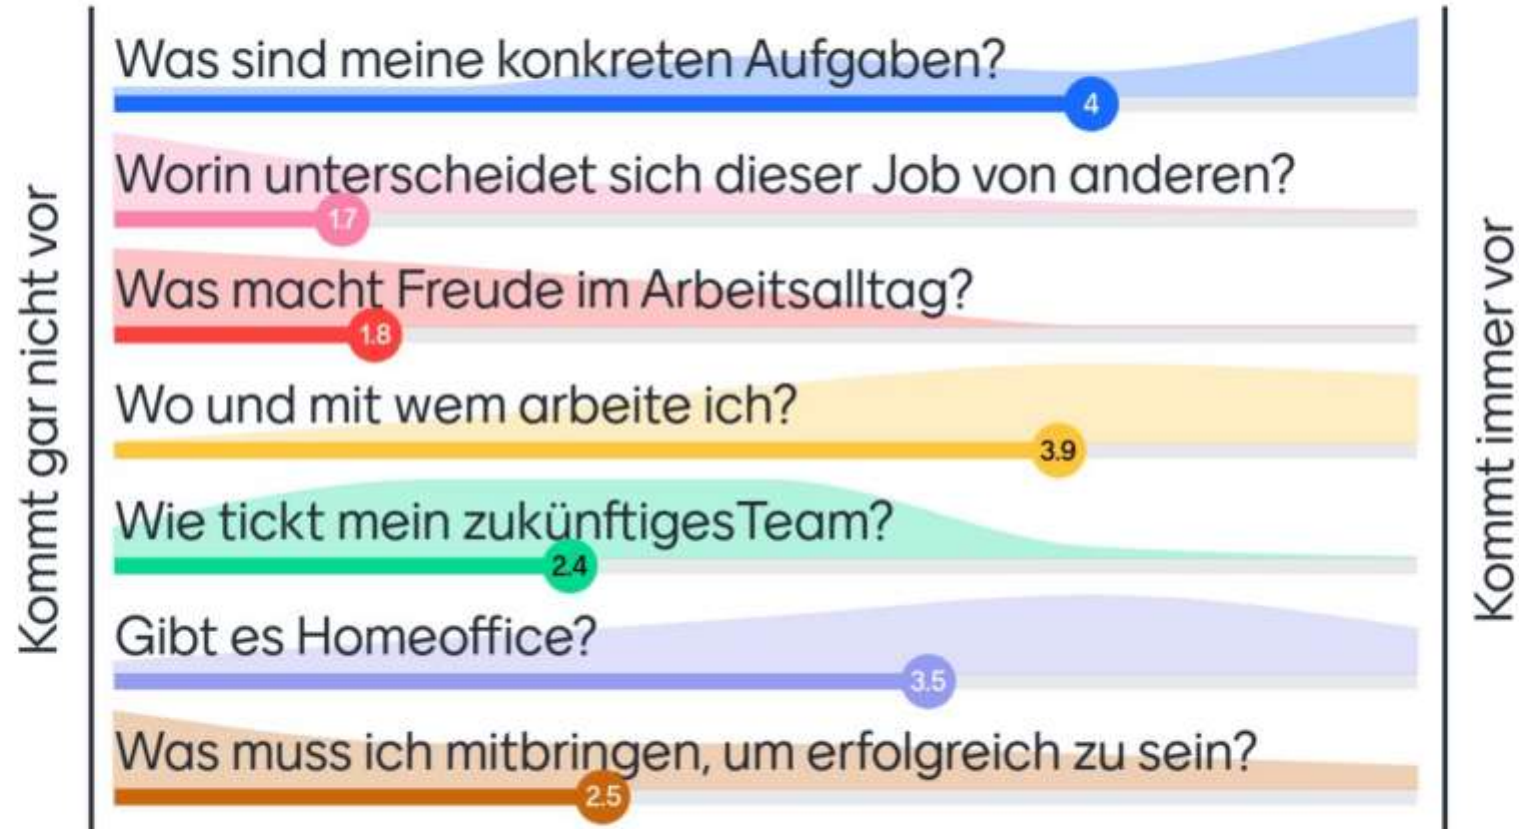 Kommt gar nicht vor
Was sind meine konkreten Aufgaben?
4
Worin unterscheidet sich dieser Job von anderen?
1.7
Was macht Freude im Arbeitsalltag?
1.8
Wo und mit wem arbeite ich?
3.9
Wie tickt mein zukünftigesTeam?
2.4
Gibt es Homeoffice?
3.5
Was muss ich mitbringen, um erfolgreich zu sein?
2.5
Kommt immer vor